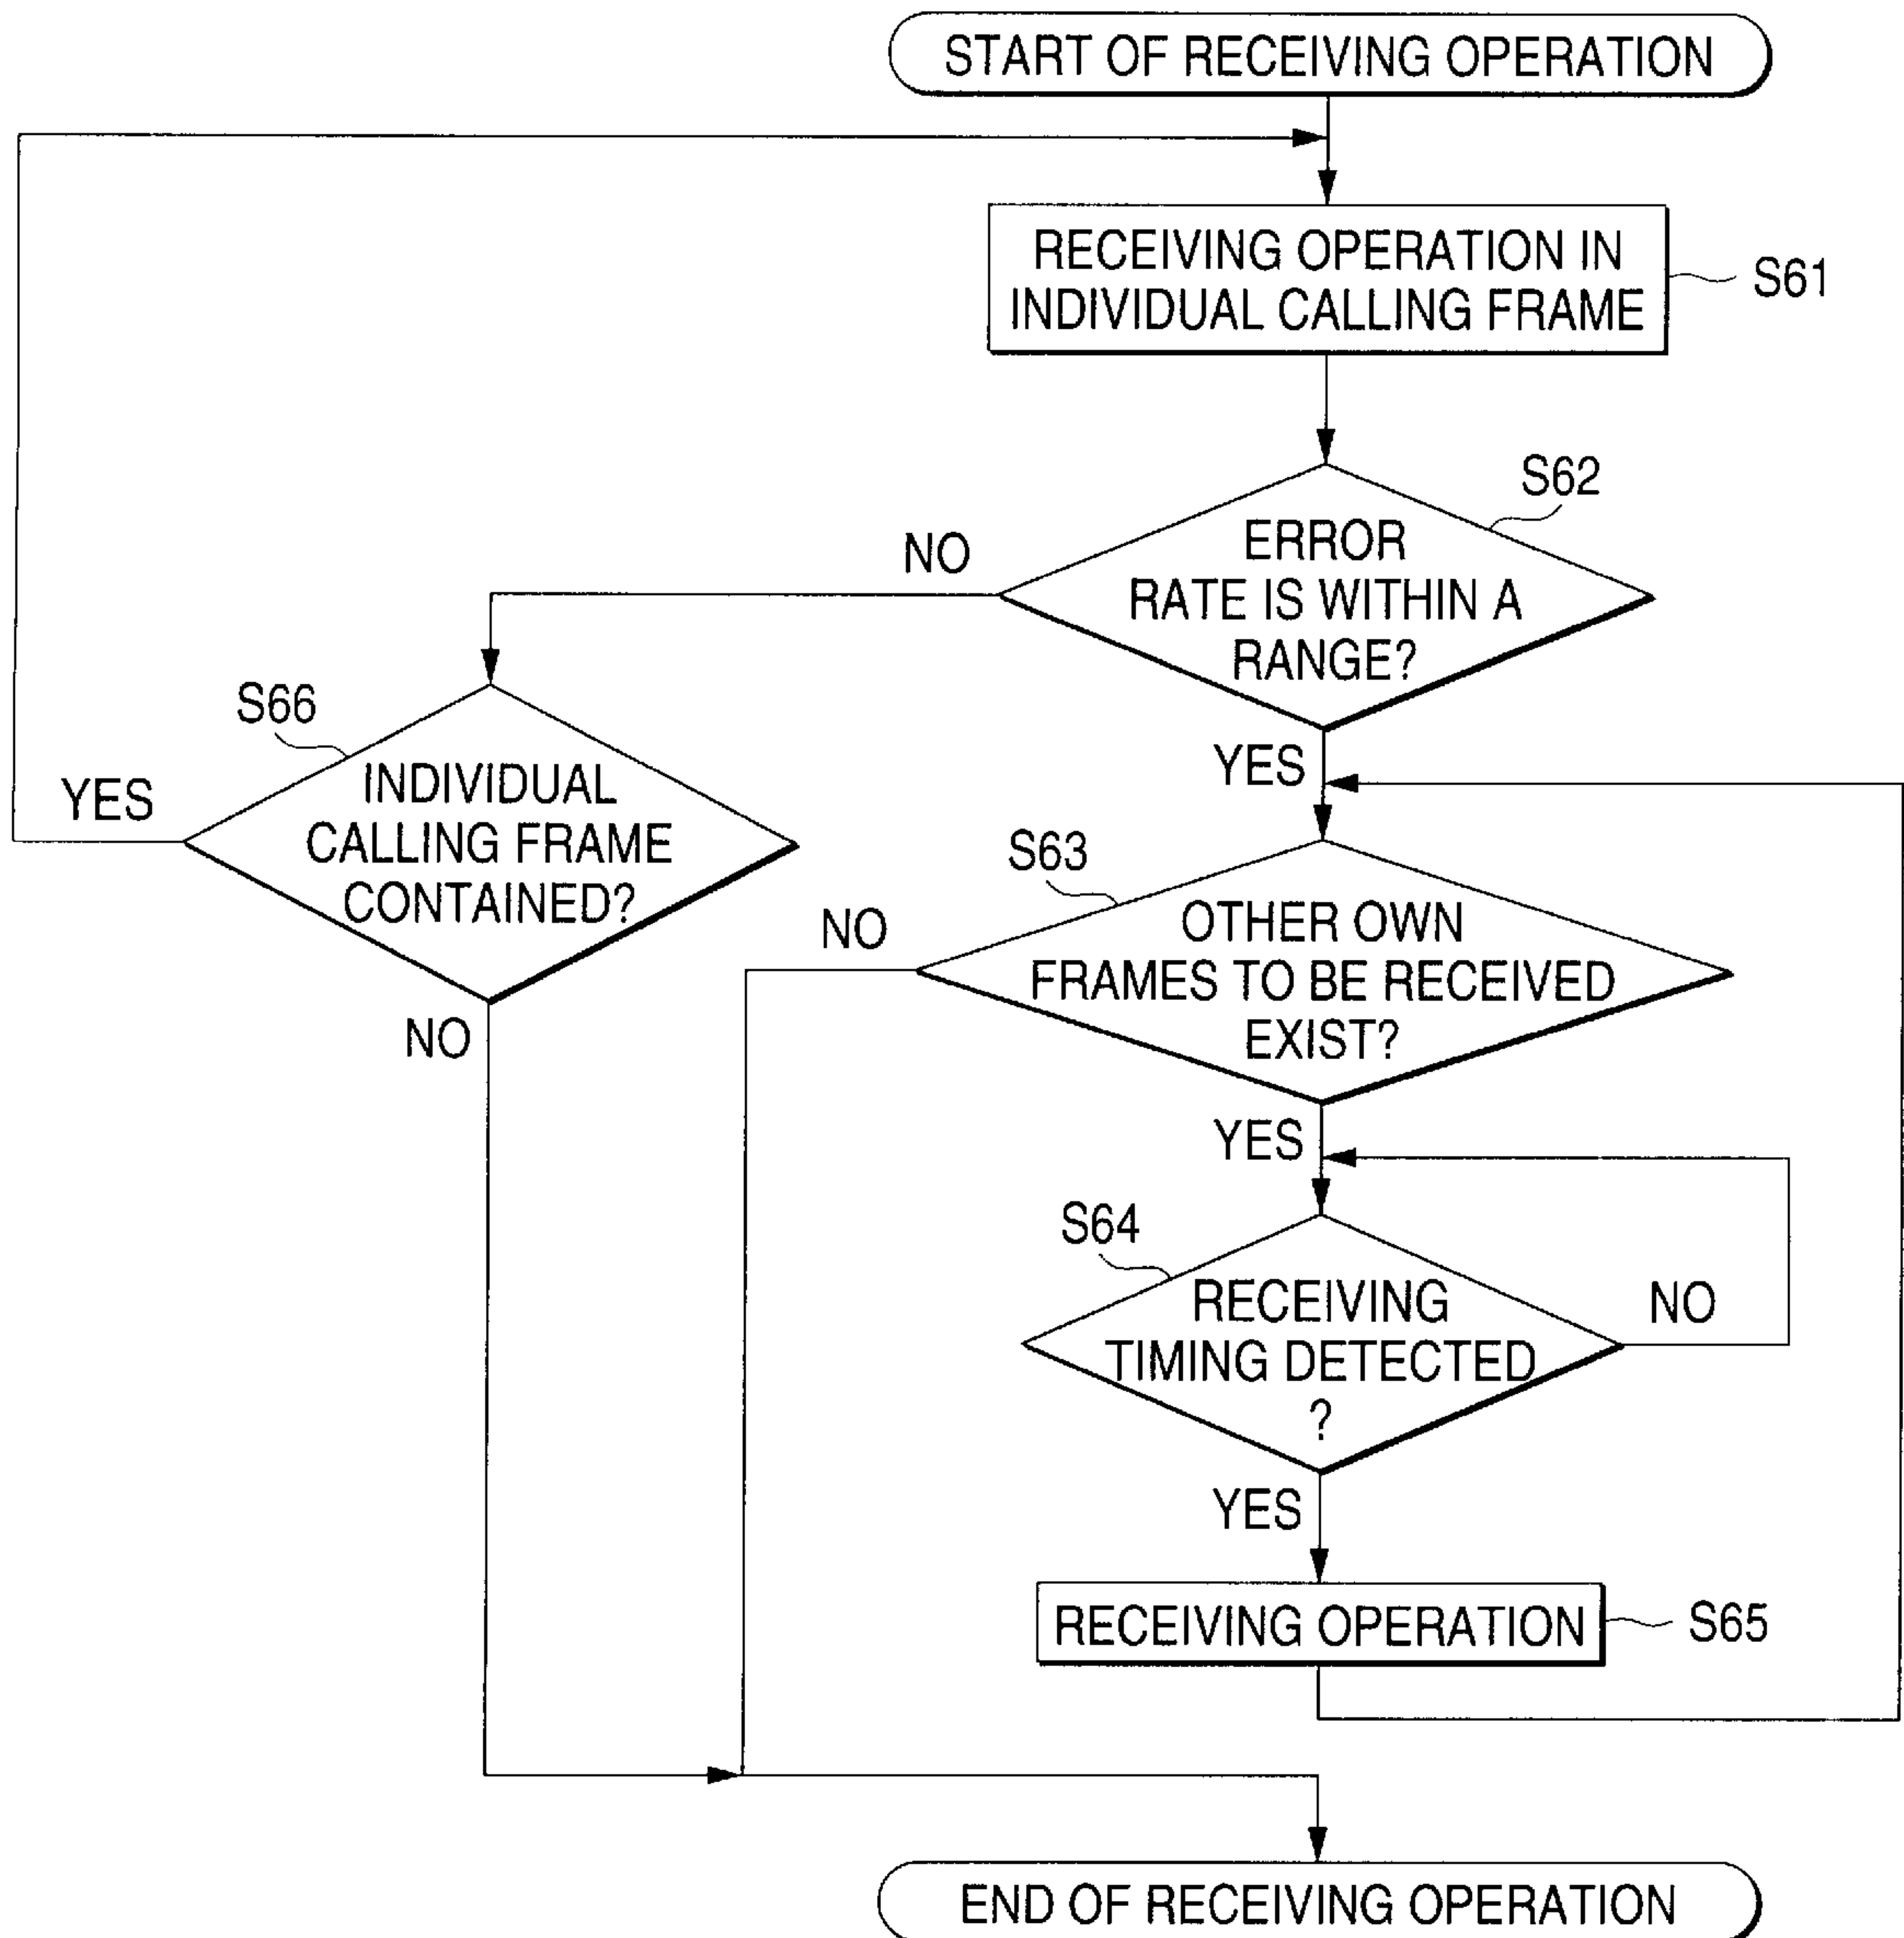 START OF RECEIVING OPERATION
RECEIVING OPERATION IN
INDIVIDUAL CALLING FRAME
S61
S62
NO
ERROR
RATE IS WITHIN A
RANGE?
S66
YES
YES
INDIVIDUAL
CALLING FRAME
CONTAINED?
S63
NO
OTHER OWN
FRAMES TO BE RECEIVED
EXIST?
NO
YES
S64
RECEIVING
TIMING DETECTED
?
NO
YES
RECEIVING OPERATION
S65
END OF RECEIVING OPERATION